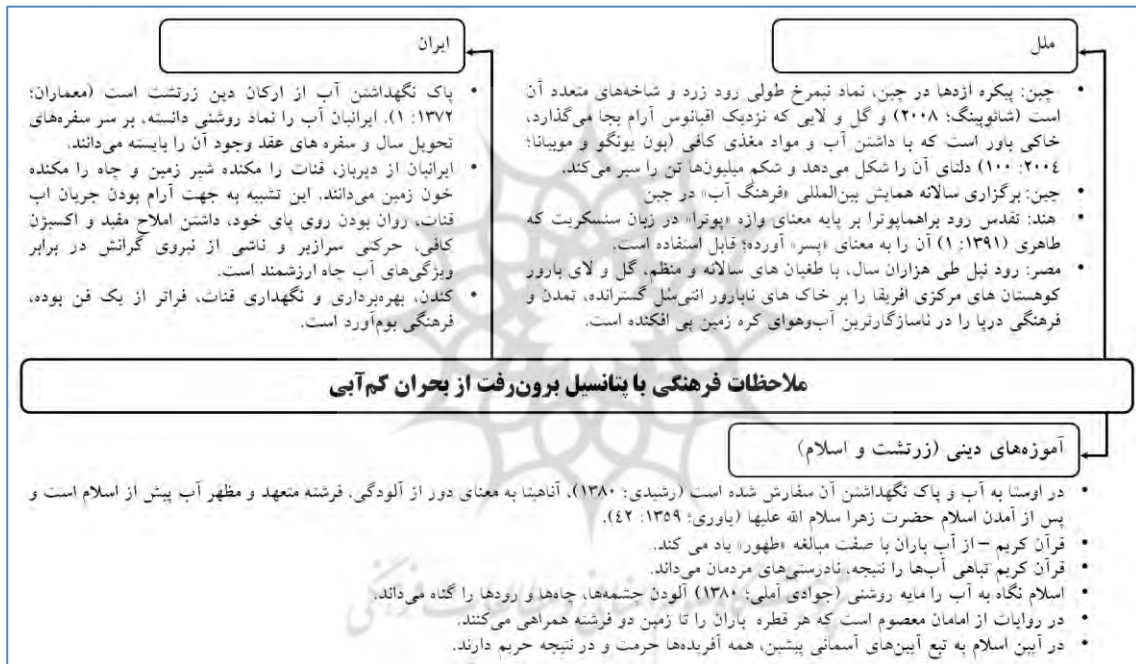 ملل
• چین: پیکره اژدها در چین، نماد نیمرخ طولی رود زرد و شاخه‌های متعدد آن
است (شائوپینگ؛ ۲۰۰۸) و گل و لایی که نزدیک اقیانوس آرام بجا می‌گذارد،
خاکی باور است که با داشتن آب و مواد مغذی کافی (یون یونگو و موییانا؛
۲۰۰۴: ۱۰۰) دلتای آن را شکل می‌دهد و شکم میلیون‌ها تن را سیر می‌کند.
• چین: برگزاری سالانه همایش بین‌المللی «فرهنگ آب» در چین
• هند: تقدس رود براهماپوترا بر پایه معنای واژه «پوترا» در زبان سنسکریت که
طاهری (۱۳۹۱: ۱) آن را به معنای «پسر» آورده؛ قابل استفاده است.
• مصر: رود نیل طی هزاران سال، با طغیان های سالانه و منظم، گل و لای بارور
کوهستان های مرکزی افریقا را بر خاک های نابارور انتی‌سُل گسترانده، تمدن و
فرهنگی دیرپا را در ناسازگارترین آب‌وهوای کره زمین پی افکنده است.
ایران
• پاک نگهداشتن آب از ارکان دین زرتشت است (معماران؛
۱۳۷۲: ۱). ایرانیان آب را نماد روشنی دانسته، بر سر سفره‌های
تحویل سال و سفره های عقد وجود آن را بایسته می‌دانند.
• ایرانیان از دیرباز، قنات را مکنده شیر زمین و چاه را مکنده
خون زمین می‌دانند. این تشبیه به جهت آرام بودن جریان اب
قنات، روان بودن روی پای خود، داشتن املاح مفید و اکسیژن
کافی، حرکتی سرازیر و ناشی از نیروی گرانش در برابر
ویژگی‌های آب چاه ارزشمند است.
• کندن، بهره‌برداری و نگهداری قنات، فراتر از یک فن بوده،
فرهنگی بوم‌آورد است.
ملاحظات فرهنگی با پتانسیل برون‌رفت از بحران کم‌آبی
آموزه‌های دینی (زرتشت و اسلام)
• در اوستا به آب و پاک نگهداشتن آن سفارش شده است (رشیدی: ۱۳۸۰)، آناهیتا به معنای دور از آلودگی، فرشته متعهد و مظهر آب پیش از اسلام است و
پس از آمدن اسلام حضرت زهرا سلام الله علیها (یاوری؛ ۱۳۵۹: ۴۲).
• قرآن کریم – از آب باران با صفت مبالغه «طهور» یاد می کند.
• قرآن کریم تباهی آب‌ها را نتیجه، نادرستی‌های مردمان می‌داند.
• اسلام نگاه به آب را مایه روشنی (جوادی آملی؛ ۱۳۸۰) آلودن چشمه‌ها، چاه‌ها و رودها را گناه می‌داند.
• در روایات از امامان معصوم است که هر قطره باران را تا زمین دو فرشته همراهی می‌کنند.
• در آیین اسلام به تبع آیین‌های آسمانی پیشین، همه آفریده‌ها حرمت و در نتیجه حریم دارند.